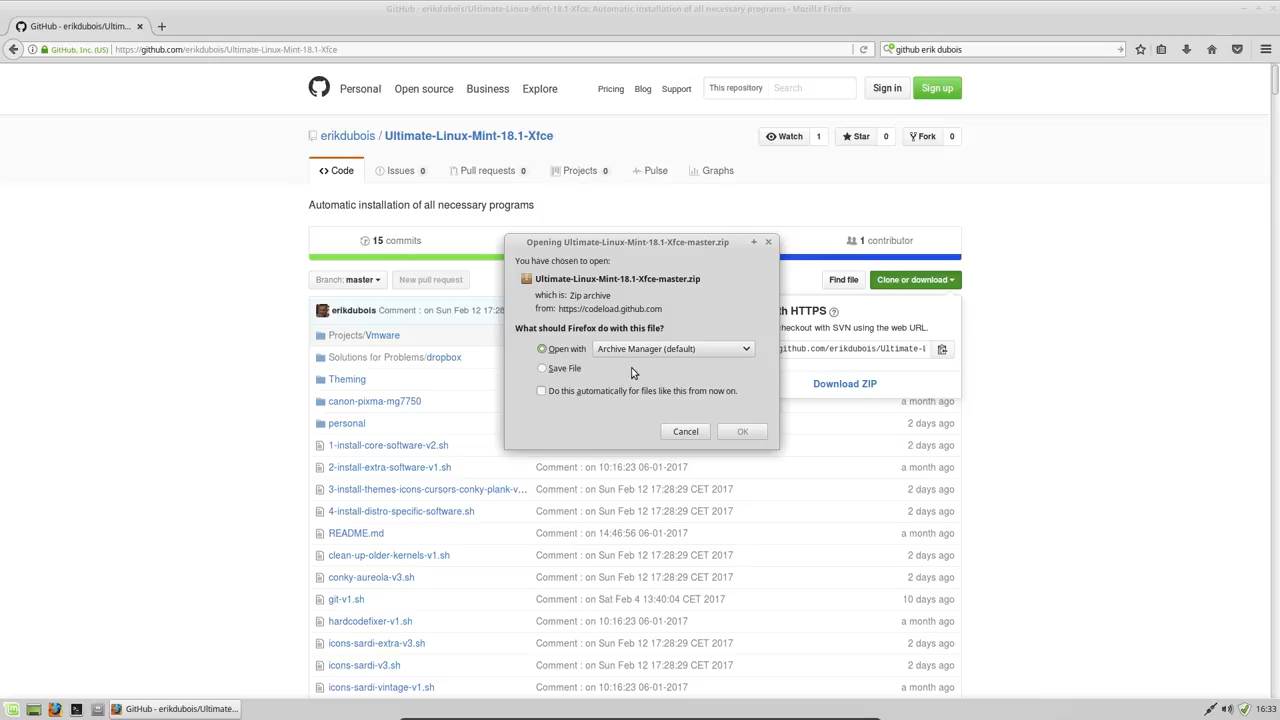 GitHub - erikdubois/Ultimate-Linux-Mint-18.1-Xfce: Automatic installation of all necessary programs - Mozilla Firefox
GitHub - erikdubois/Ultim...
GitHub, Inc. (US)
https://github.com/erikdubois/Ultimate-Linux-Mint-18.1-Xfce
github erik dubois
Personal
Open source
Business
Explore
Pricing
Blog
Support
This repository
Search
Sign in
Sign up
erikdubois / Ultimate-Linux-Mint-18.1-Xfce
Watch 1
Star 0
Fork 0
Code
Issues 0
Pull requests 0
Projects 0
Pulse
Graphs
Automatic installation of all necessary programs
15 commits
1 contributor
Branch: master
New pull request
Find file
Clone or download
Opening Ultimate-Linux-Mint-18.1-Xfce-master.zip
You have chosen to open:
Ultimate-Linux-Mint-18.1-Xfce-master.zip
which is: Zip archive
from: https://codeload.github.com
What should Firefox do with this file?
Open with
Archive Manager (default)
Save File
Do this automatically for files like this from now on.
Cancel
OK
h HTTPS
checkout with SVN using the web URL.
github.com/erikdubois/Ultimate-L
Download ZIP
erikdubois Comment : on Sun Feb 12 17:28
Projects/Vmware
Solutions for Problems/dropbox
Theming
canon-pixma-mg7750
a month ago
personal
2 days ago
1-install-core-software-v2.sh
2 days ago
2-install-extra-software-v1.sh
Comment : on 10:16:23 06-01-2017
a month ago
3-install-themes-icons-cursors-conky-plank-v...
Comment : on Sun Feb 12 17:28:29 CET 2017
2 days ago
4-install-distro-specific-software.sh
Comment : on Sun Feb 12 17:28:29 CET 2017
2 days ago
README.md
Comment : on 14:46:56 06-01-2017
a month ago
clean-up-older-kernels-v1.sh
Comment : on Sun Feb 12 17:28:29 CET 2017
2 days ago
conky-aureola-v3.sh
Comment : on Sun Feb 12 17:28:29 CET 2017
2 days ago
git-v1.sh
Comment : on Sat Feb 4 13:40:04 CET 2017
10 days ago
hardcodefixer-v1.sh
Comment : on 10:16:23 06-01-2017
a month ago
icons-sardi-extra-v3.sh
Comment : on Sun Feb 12 17:28:29 CET 2017
2 days ago
icons-sardi-v3.sh
Comment : on Sun Feb 12 17:28:29 CET 2017
2 days ago
icons-sardi-vintage-v1.sh
Comment : on 10:16:23 06-01-2017
a month ago
GitHub - erikdubois/Ultimate...
16:33